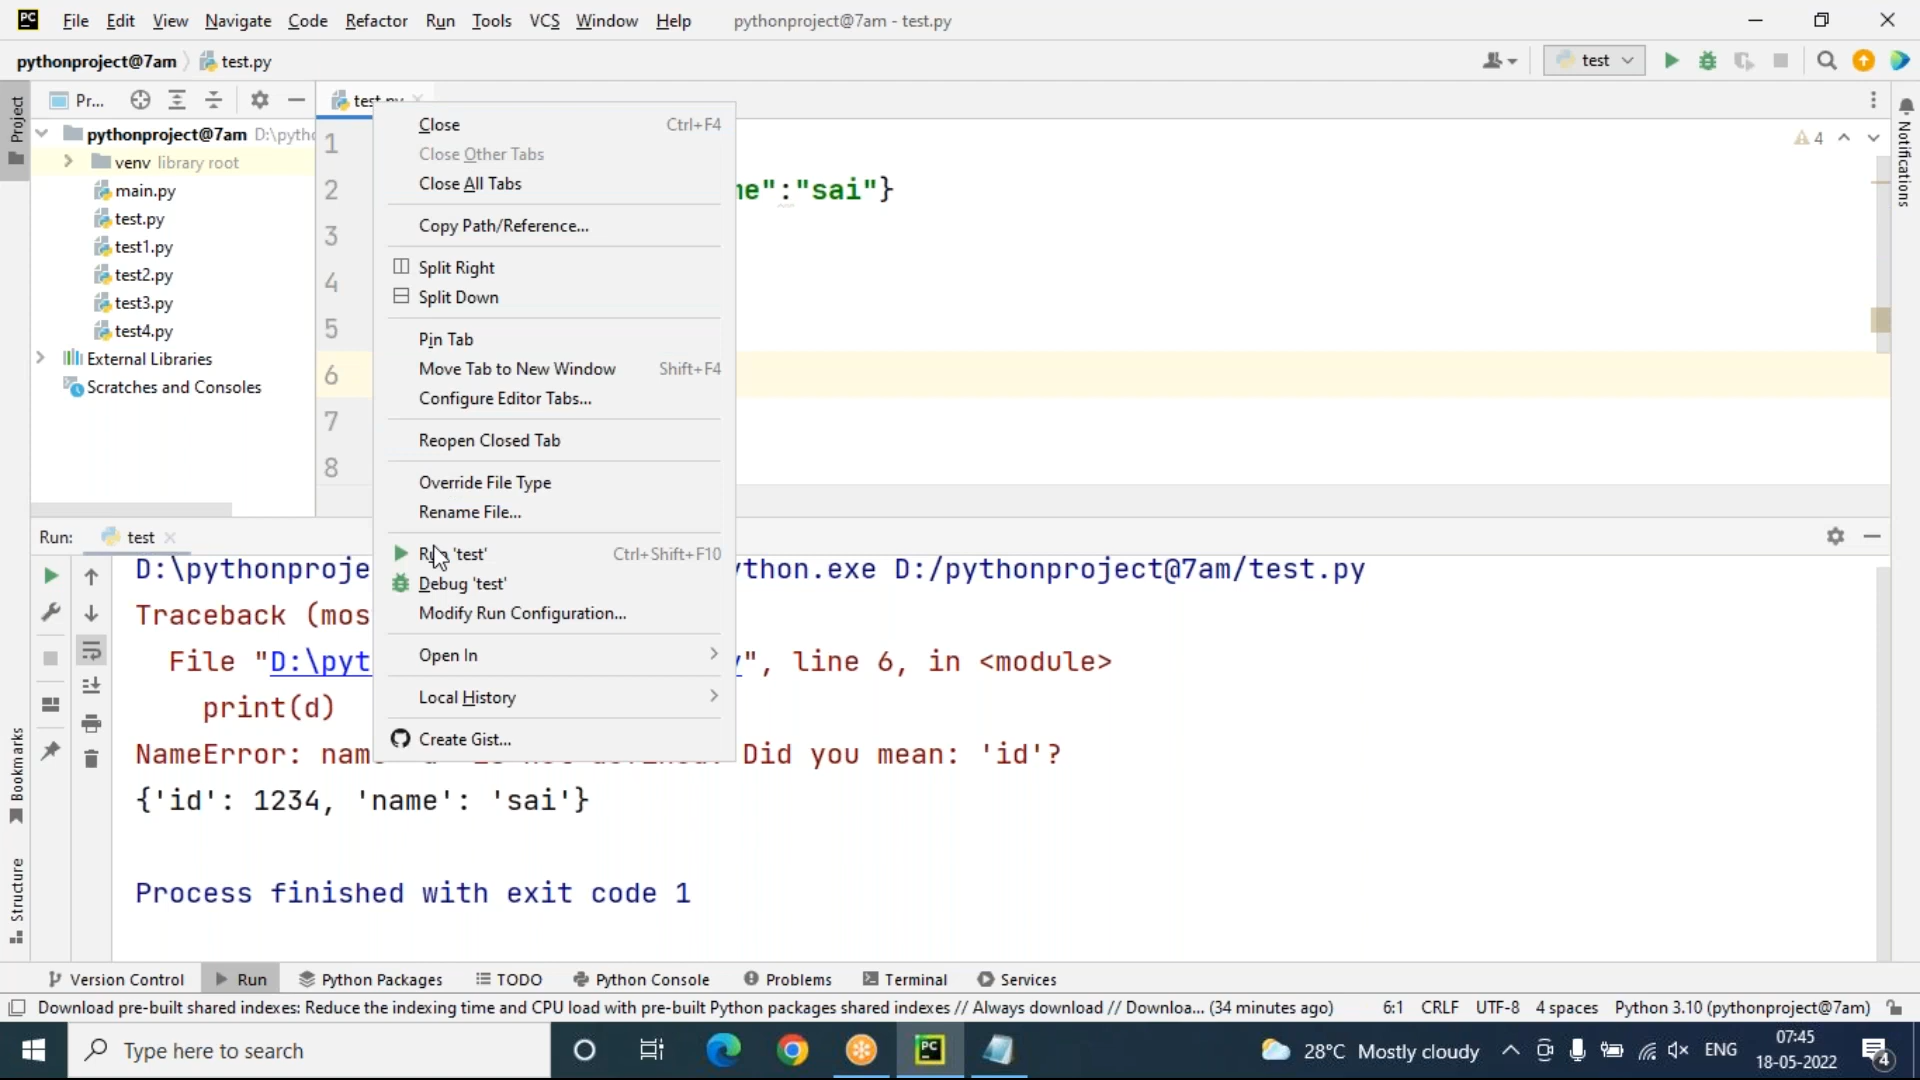 PC File Edit View Navigate Code Refactor Run Tools VCS Window Help pythonproject@7am - test.py
pythonproject@7am test.py test
Project
Pr...
pythonproject@7am D:\pytho
venv library root
main.py
test.py
test1.py
test2.py
test3.py
test4.py
External Libraries
Scratches and Consoles
1
2
3
4
5
6
7
8
e":"sai"}
4
Notifications
Close Ctrl+F4
Close Other Tabs
Close All Tabs
Copy Path/Reference...
Split Right
Split Down
Pin Tab
Move Tab to New Window Shift+F4
Configure Editor Tabs...
Reopen Closed Tab
Override File Type
Rename File...
Run 'test' Ctrl+Shift+F10
Debug 'test'
Modify Run Configuration...
Open In
Local History
Create Gist...
Run: test
D:\pythonproje thon.exe D:/pythonproject@7am/test.py
Traceback (mos
File "D:\pyt ", line 6, in <module>
print(d)
NameError: nam Did you mean: 'id'?
{'id': 1234, 'name': 'sai'}
Process finished with exit code 1
Bookmarks
Structure
Version Control Run Python Packages TODO Python Console Problems Terminal Services
Download pre-built shared indexes: Reduce the indexing time and CPU load with pre-built Python packages shared indexes // Always download // Downloa... (34 minutes ago) 6:1 CRLF UTF-8 4 spaces Python 3.10 (pythonproject@7am)
Type here to search PC 28°C Mostly cloudy ENG
07:45
18-05-2022
4